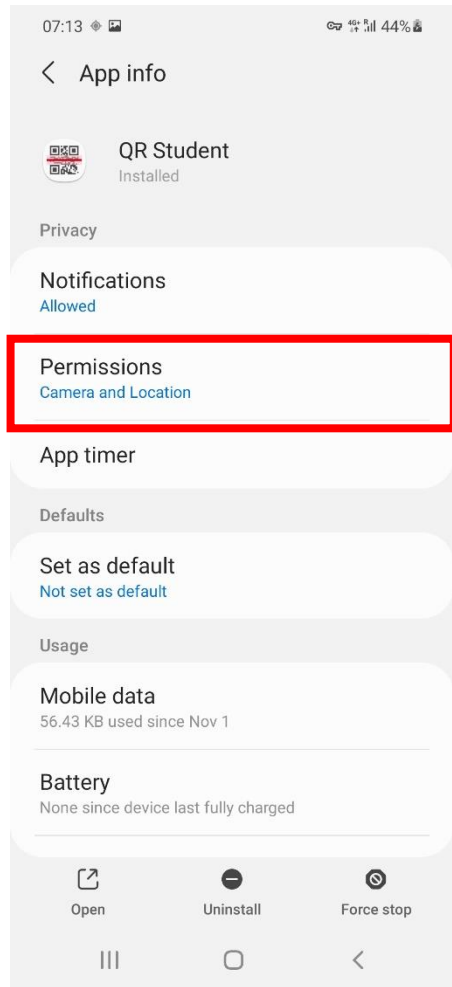 07:13 4G+ R 44%
App info
QR Student
Installed
Privacy
Notifications
Allowed
Permissions
Camera and Location
App timer
Defaults
Set as default
Not set as default
Usage
Mobile data
56.43 KB used since Nov 1
Battery
None since device last fully charged
Open Uninstall Force stop